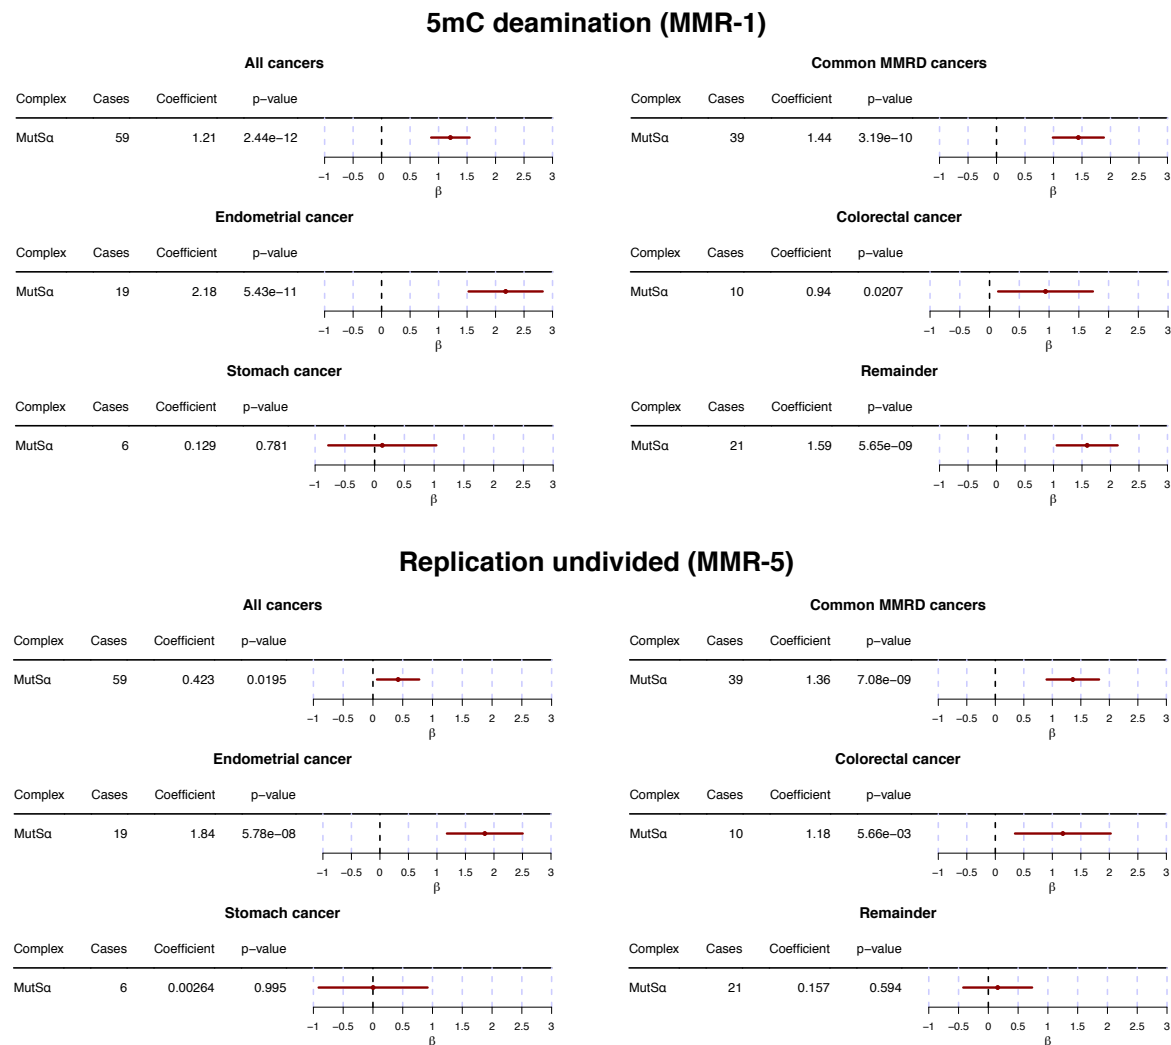 5mC deamination (MMR-1)
All cancers
Complex Cases Coefficient p−value
MutSα 59 1.21 2.44e−12
−1 −0.5 0 0.5 1 1.5 2 2.5 3
β
Common MMRD cancers
Complex Cases Coefficient p−value
MutSα 39 1.44 3.19e−10
−1 −0.5 0 0.5 1 1.5 2 2.5 3
β
Endometrial cancer
Complex Cases Coefficient p−value
MutSα 19 2.18 5.43e−11
−1 −0.5 0 0.5 1 1.5 2 2.5 3
β
Colorectal cancer
Complex Cases Coefficient p−value
MutSα 10 0.94 0.0207
−1 −0.5 0 0.5 1 1.5 2 2.5 3
β
Stomach cancer
Complex Cases Coefficient p−value
MutSα 6 0.129 0.781
−1 −0.5 0 0.5 1 1.5 2 2.5 3
β
Remainder
Complex Cases Coefficient p−value
MutSα 21 1.59 5.65e−09
−1 −0.5 0 0.5 1 1.5 2 2.5 3
β
Replication undivided (MMR-5)
All cancers
Complex Cases Coefficient p−value
MutSα 59 0.423 0.0195
−1 −0.5 0 0.5 1 1.5 2 2.5 3
β
Common MMRD cancers
Complex Cases Coefficient p−value
MutSα 39 1.36 7.08e−09
−1 −0.5 0 0.5 1 1.5 2 2.5 3
β
Endometrial cancer
Complex Cases Coefficient p−value
MutSα 19 1.84 5.78e−08
−1 −0.5 0 0.5 1 1.5 2 2.5 3
β
Colorectal cancer
Complex Cases Coefficient p−value
MutSα 10 1.18 5.66e−03
−1 −0.5 0 0.5 1 1.5 2 2.5 3
β
Stomach cancer
Complex Cases Coefficient p−value
MutSα 6 0.00264 0.995
−1 −0.5 0 0.5 1 1.5 2 2.5 3
β
Remainder
Complex Cases Coefficient p−value
MutSα 21 0.157 0.594
−1 −0.5 0 0.5 1 1.5 2 2.5 3
β